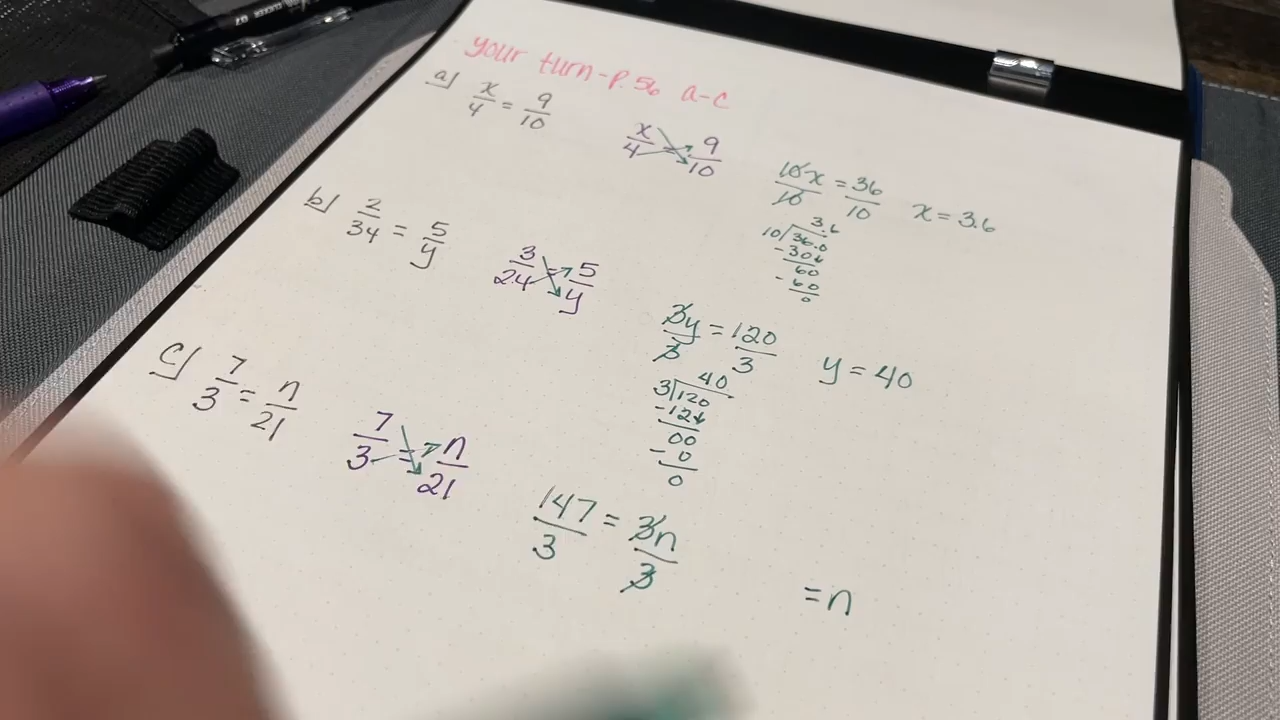 your turn - p.56 a-c
a) x/4 = 9/10
x/4 = 9/10
10x/10 = 36/10 x = 3.6
3.6
10)36.0
-30↓
60
-60
0
b) 2/34 = 5/y
3/24 = 5/y
3y/3 = 120/3 y = 40
40
3)120
-12↓
00
-0
0
c) 7/3 = n/21
7/3 = n/21
147/3 = 3n/3 = n